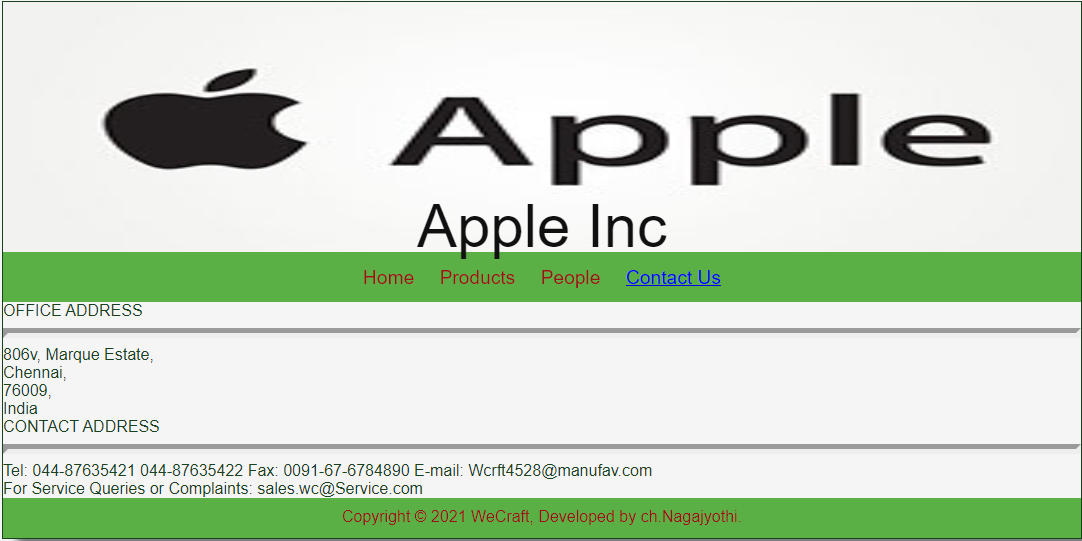 Apple
Apple Inc
Home Products People Contact Us
OFFICE ADDRESS
806v, Marque Estate,
Chennai,
76009,
India
CONTACT ADDRESS
Tel: 044-87635421 044-87635422 Fax: 0091-67-6784890 E-mail: Wcrft4528@manufav.com
For Service Queries or Complaints: sales.wc@Service.com
Copyright © 2021 WeCraft, Developed by ch.Nagajyothi.